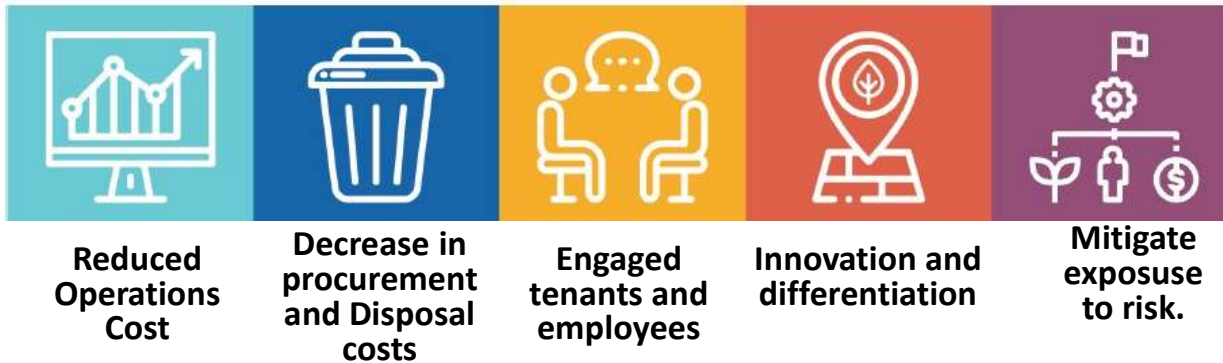 Reduced
Operations
Cost
Decrease in
procurement
and Disposal
costs
Engaged
tenants and
employees
Innovation and
differentiation
Mitigate
exposuse
to risk.